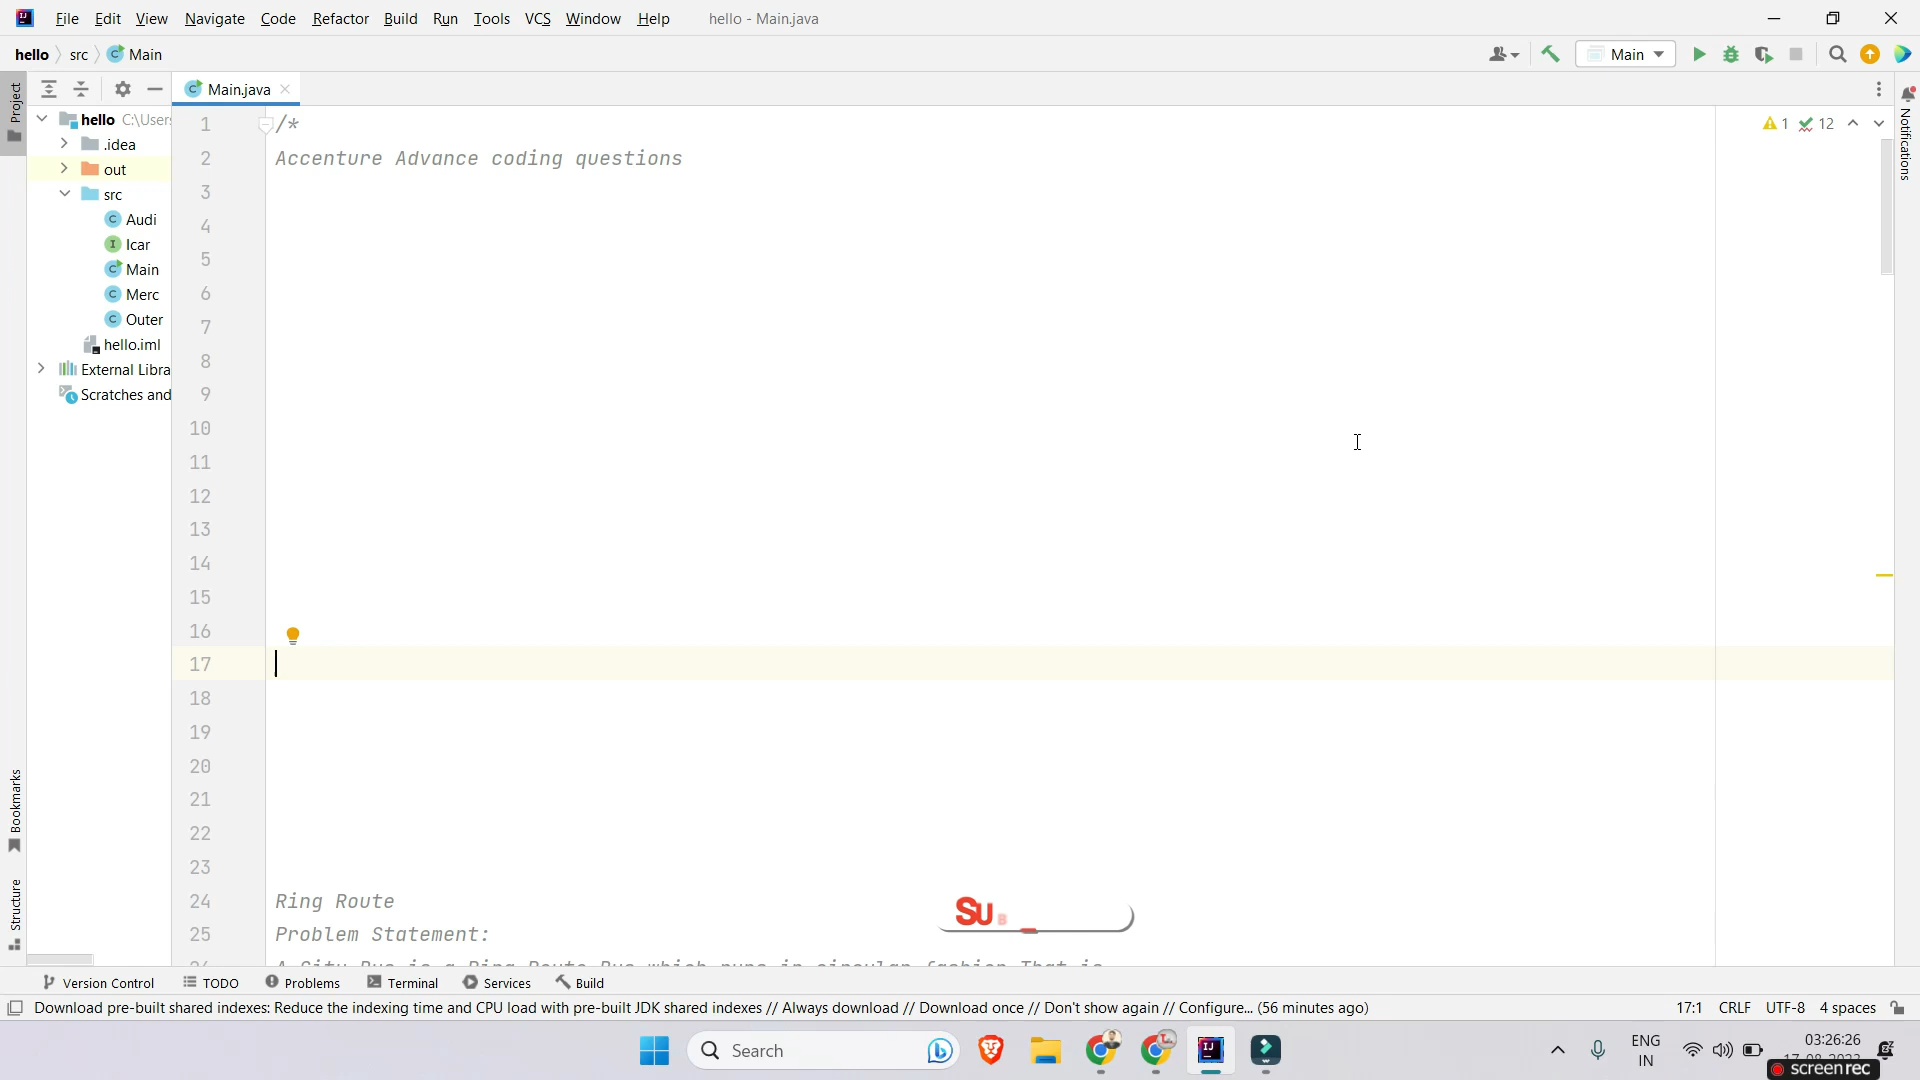 File Edit View Navigate Code Refactor Build Run Tools VCS Window Help hello - Main.java
hello src Main
Main
Project
Main.java
Notifications
hello C:\User
.idea
out
src
Audi
Icar
Main
Merc
Outer
hello.iml
External Libra
Scratches and
1 /*
1 12
2 Accenture Advance coding questions
3
4
5
6
7
8
9
10
11
12
13
14
15
16
17
18
19
20
21
22
23
24 Ring Route
25 Problem Statement:
SUB
Bookmarks
Structure
Version Control TODO Problems Terminal Services Build
Download pre-built shared indexes: Reduce the indexing time and CPU load with pre-built JDK shared indexes // Always download // Download once // Don't show again // Configure... (56 minutes ago) 17:1 CRLF UTF-8 4 spaces
Search
ENG
IN
03:26:26
screenrec